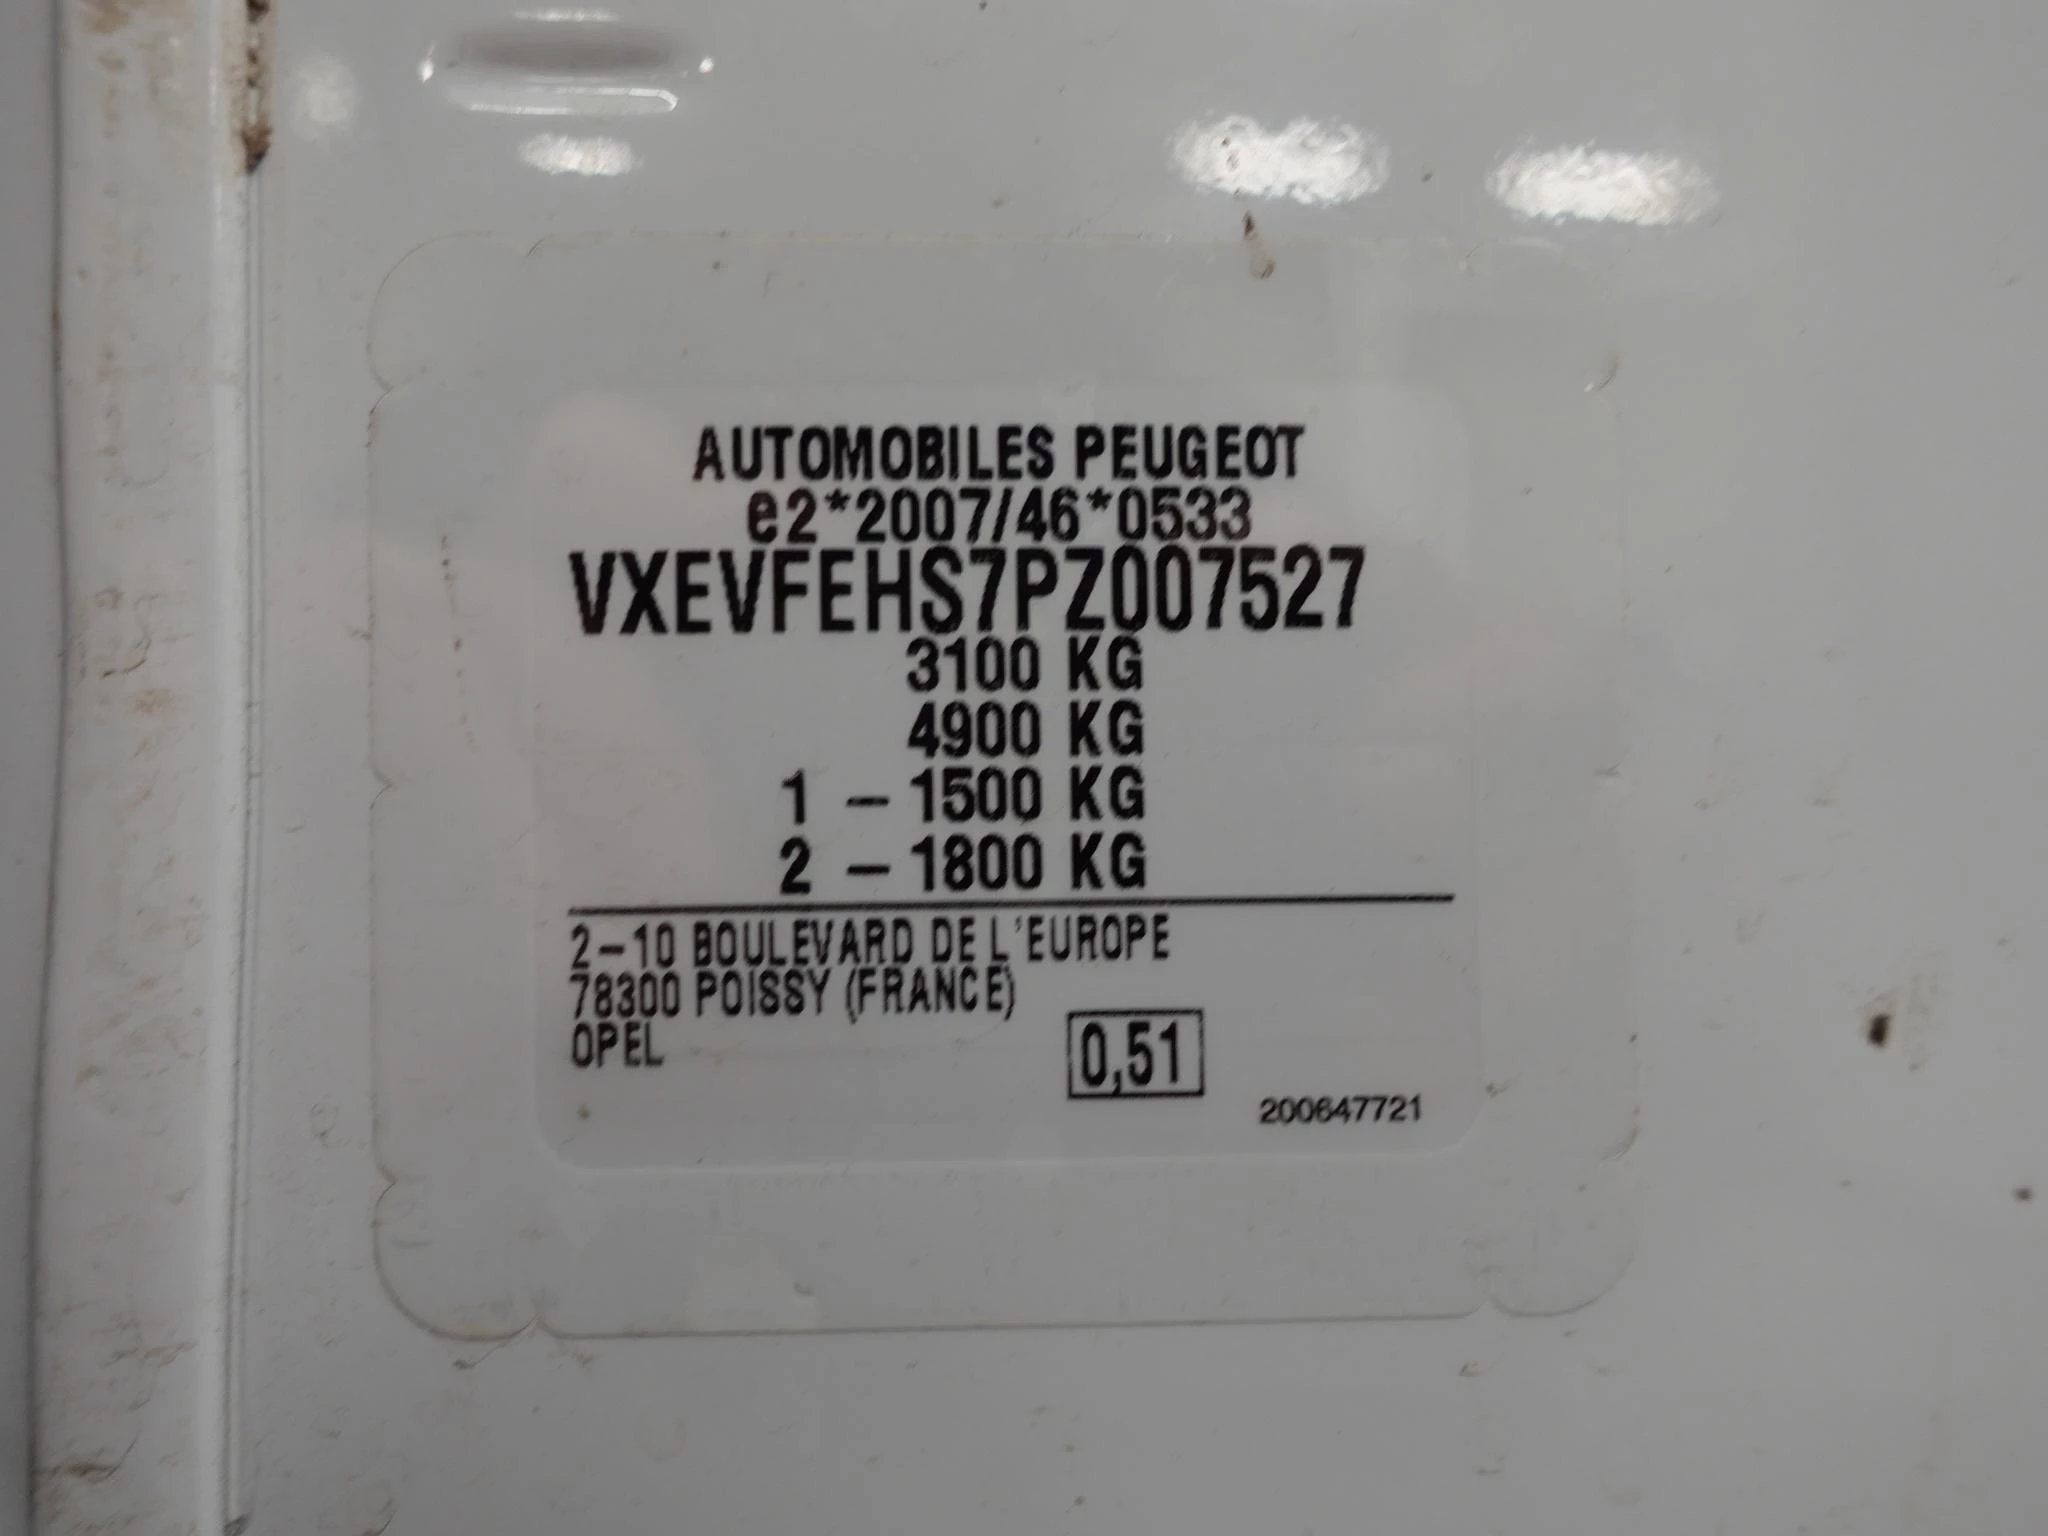 AUTOMOBILES PEUGEOT
e2*2007/46*0533
VXEVFEHS7PZ007527
3100 KG
4900 KG
1 - 1500 KG
2 - 1800 KG
2-10 BOULEVARD DE L'EUROPE
78300 POISSY (FRANCE)
OPEL
0,51
200647721